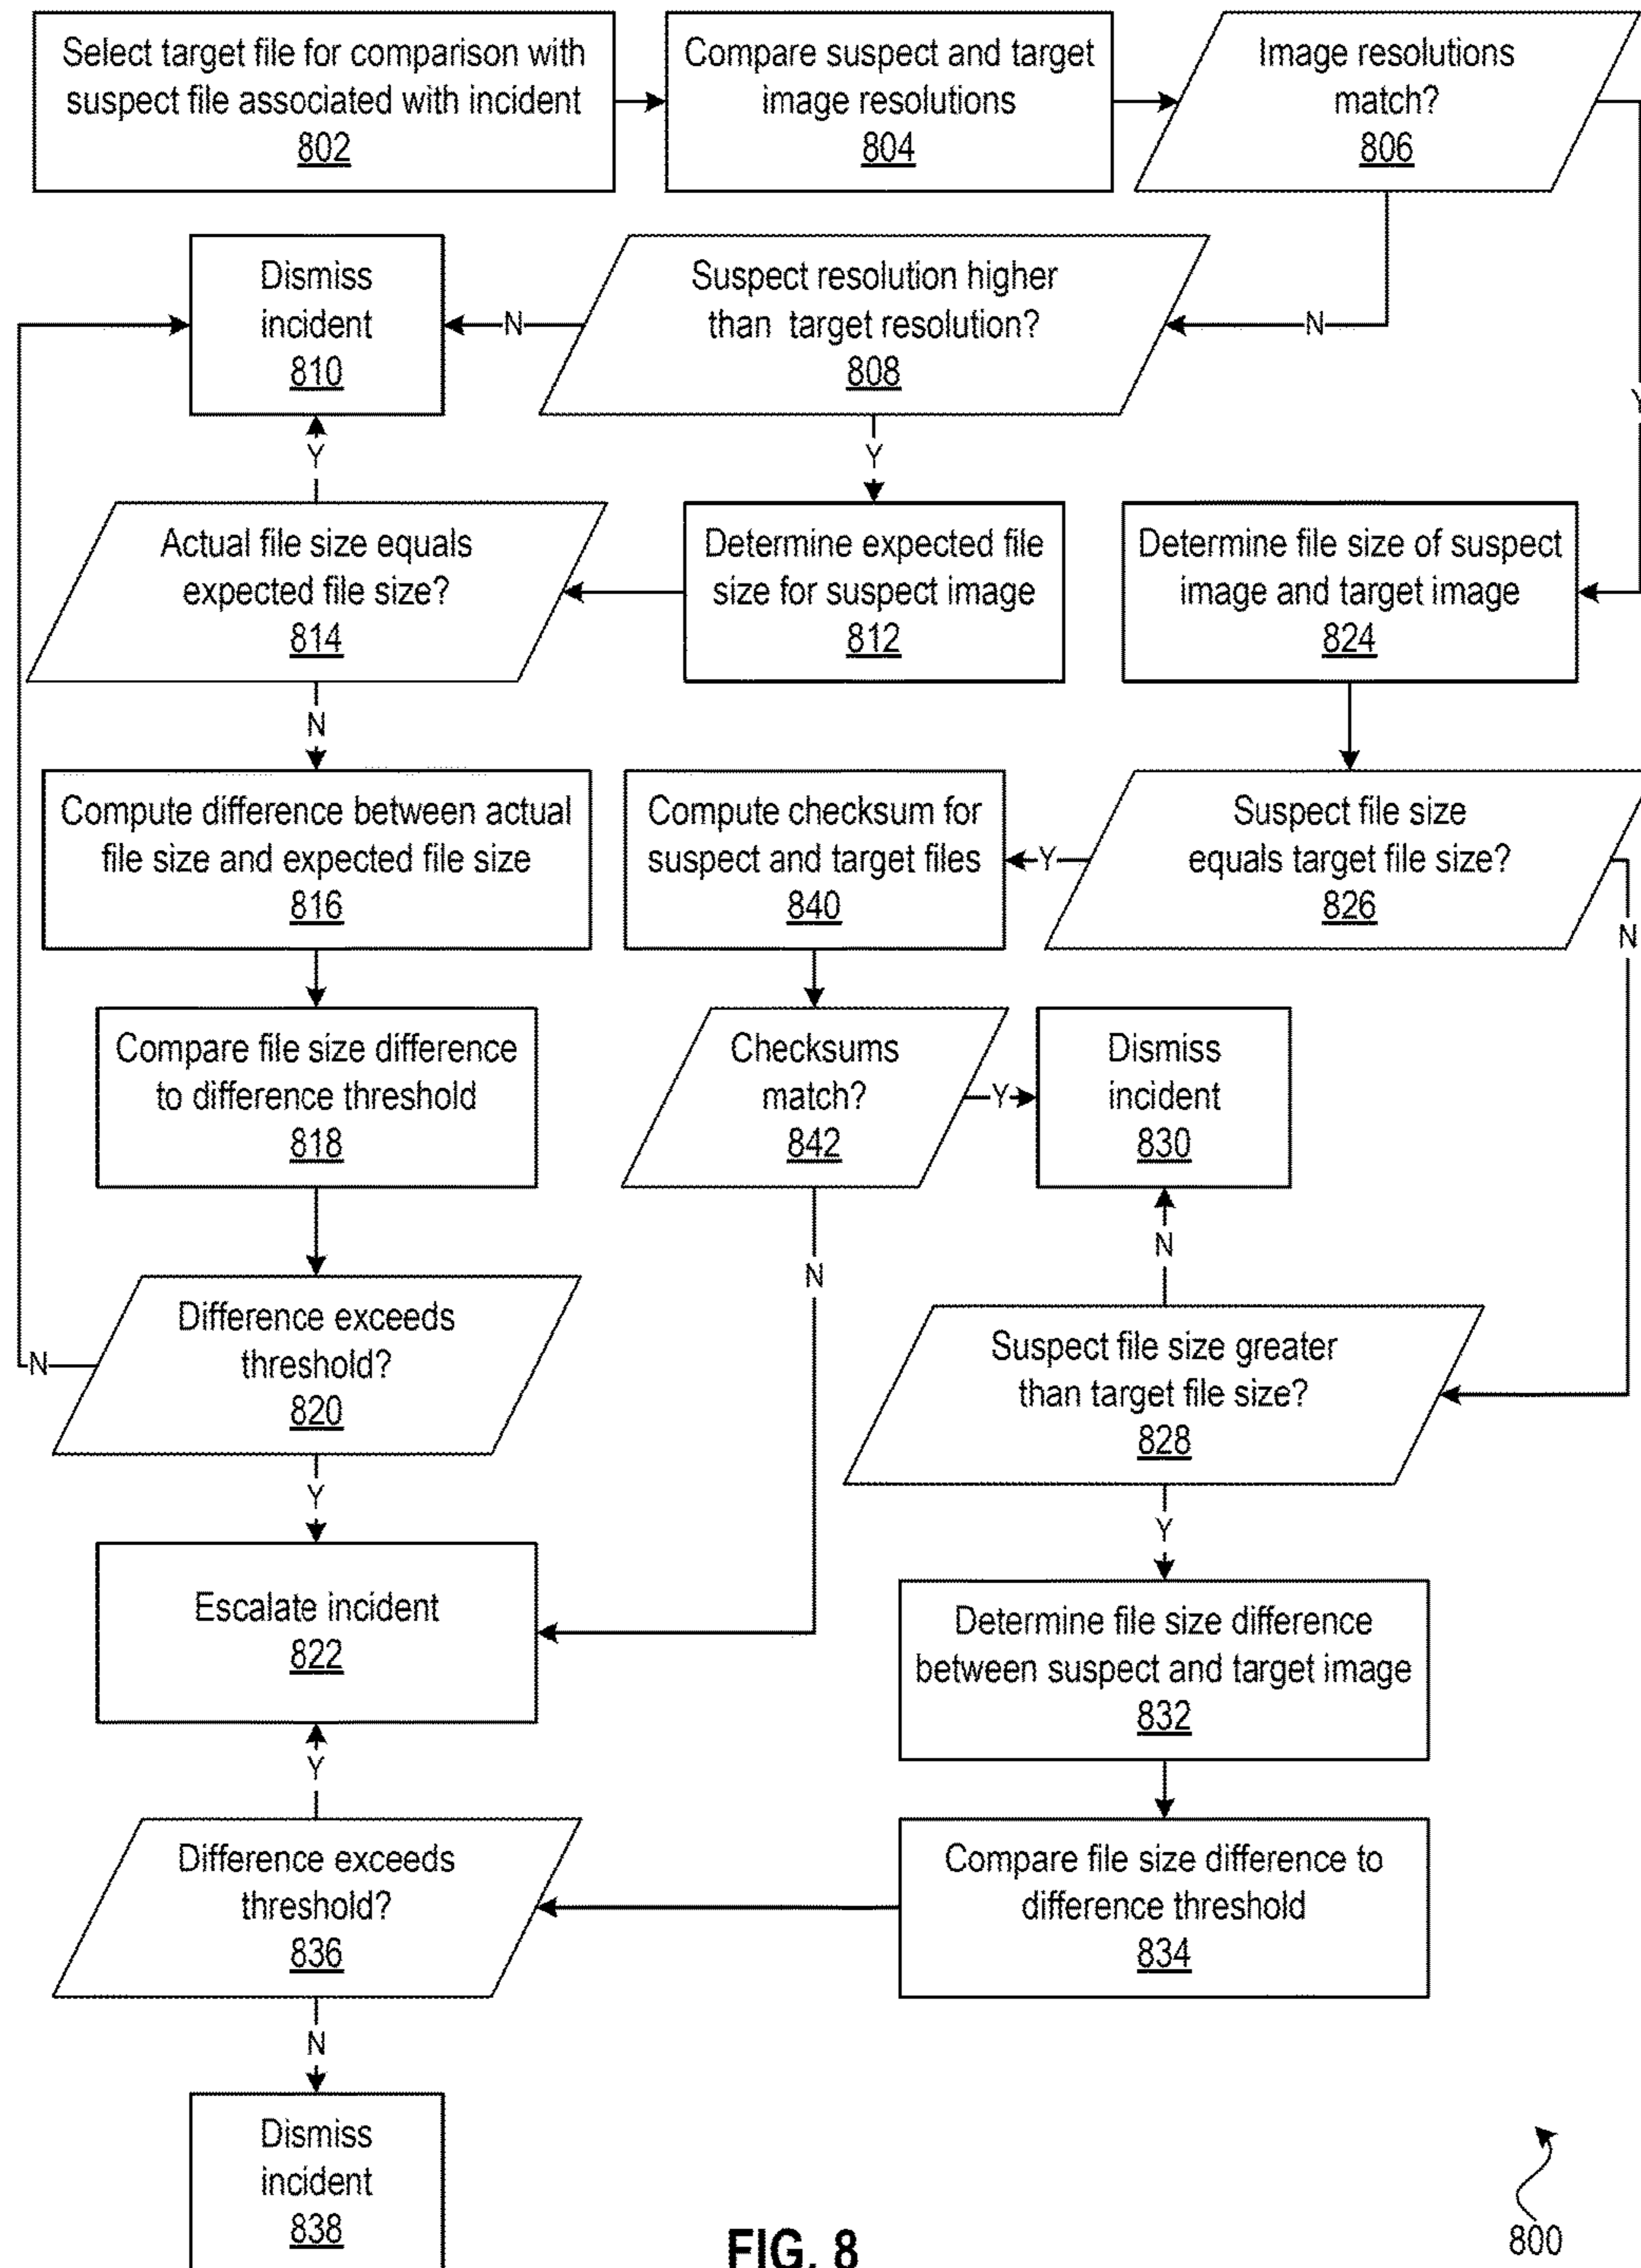 Select target file for comparison with
suspect file associated with incident
802
Compare suspect and target
image resolutions
804
Image resolutions
match?
806
Dismiss
incident
810
N
Suspect resolution higher
than target resolution?
808
N
Y
Y
Y
Actual file size equals
expected file size?
814
Determine expected file
size for suspect image
812
Determine file size of suspect
image and target image
824
N
Compute difference between actual
file size and expected file size
816
Compute checksum for
suspect and target files
840
Y
Suspect file size
equals target file size?
826
N
Compare file size difference
to difference threshold
818
Checksums
match?
842
Y
Dismiss
incident
830
N
N
Difference exceeds
threshold?
820
N
Suspect file size greater
than target file size?
828
Y
Y
Escalate incident
822
Determine file size difference
between suspect and target image
832
Y
Difference exceeds
threshold?
836
Compare file size difference to
difference threshold
834
N
Dismiss
incident
838
FIG. 8
800